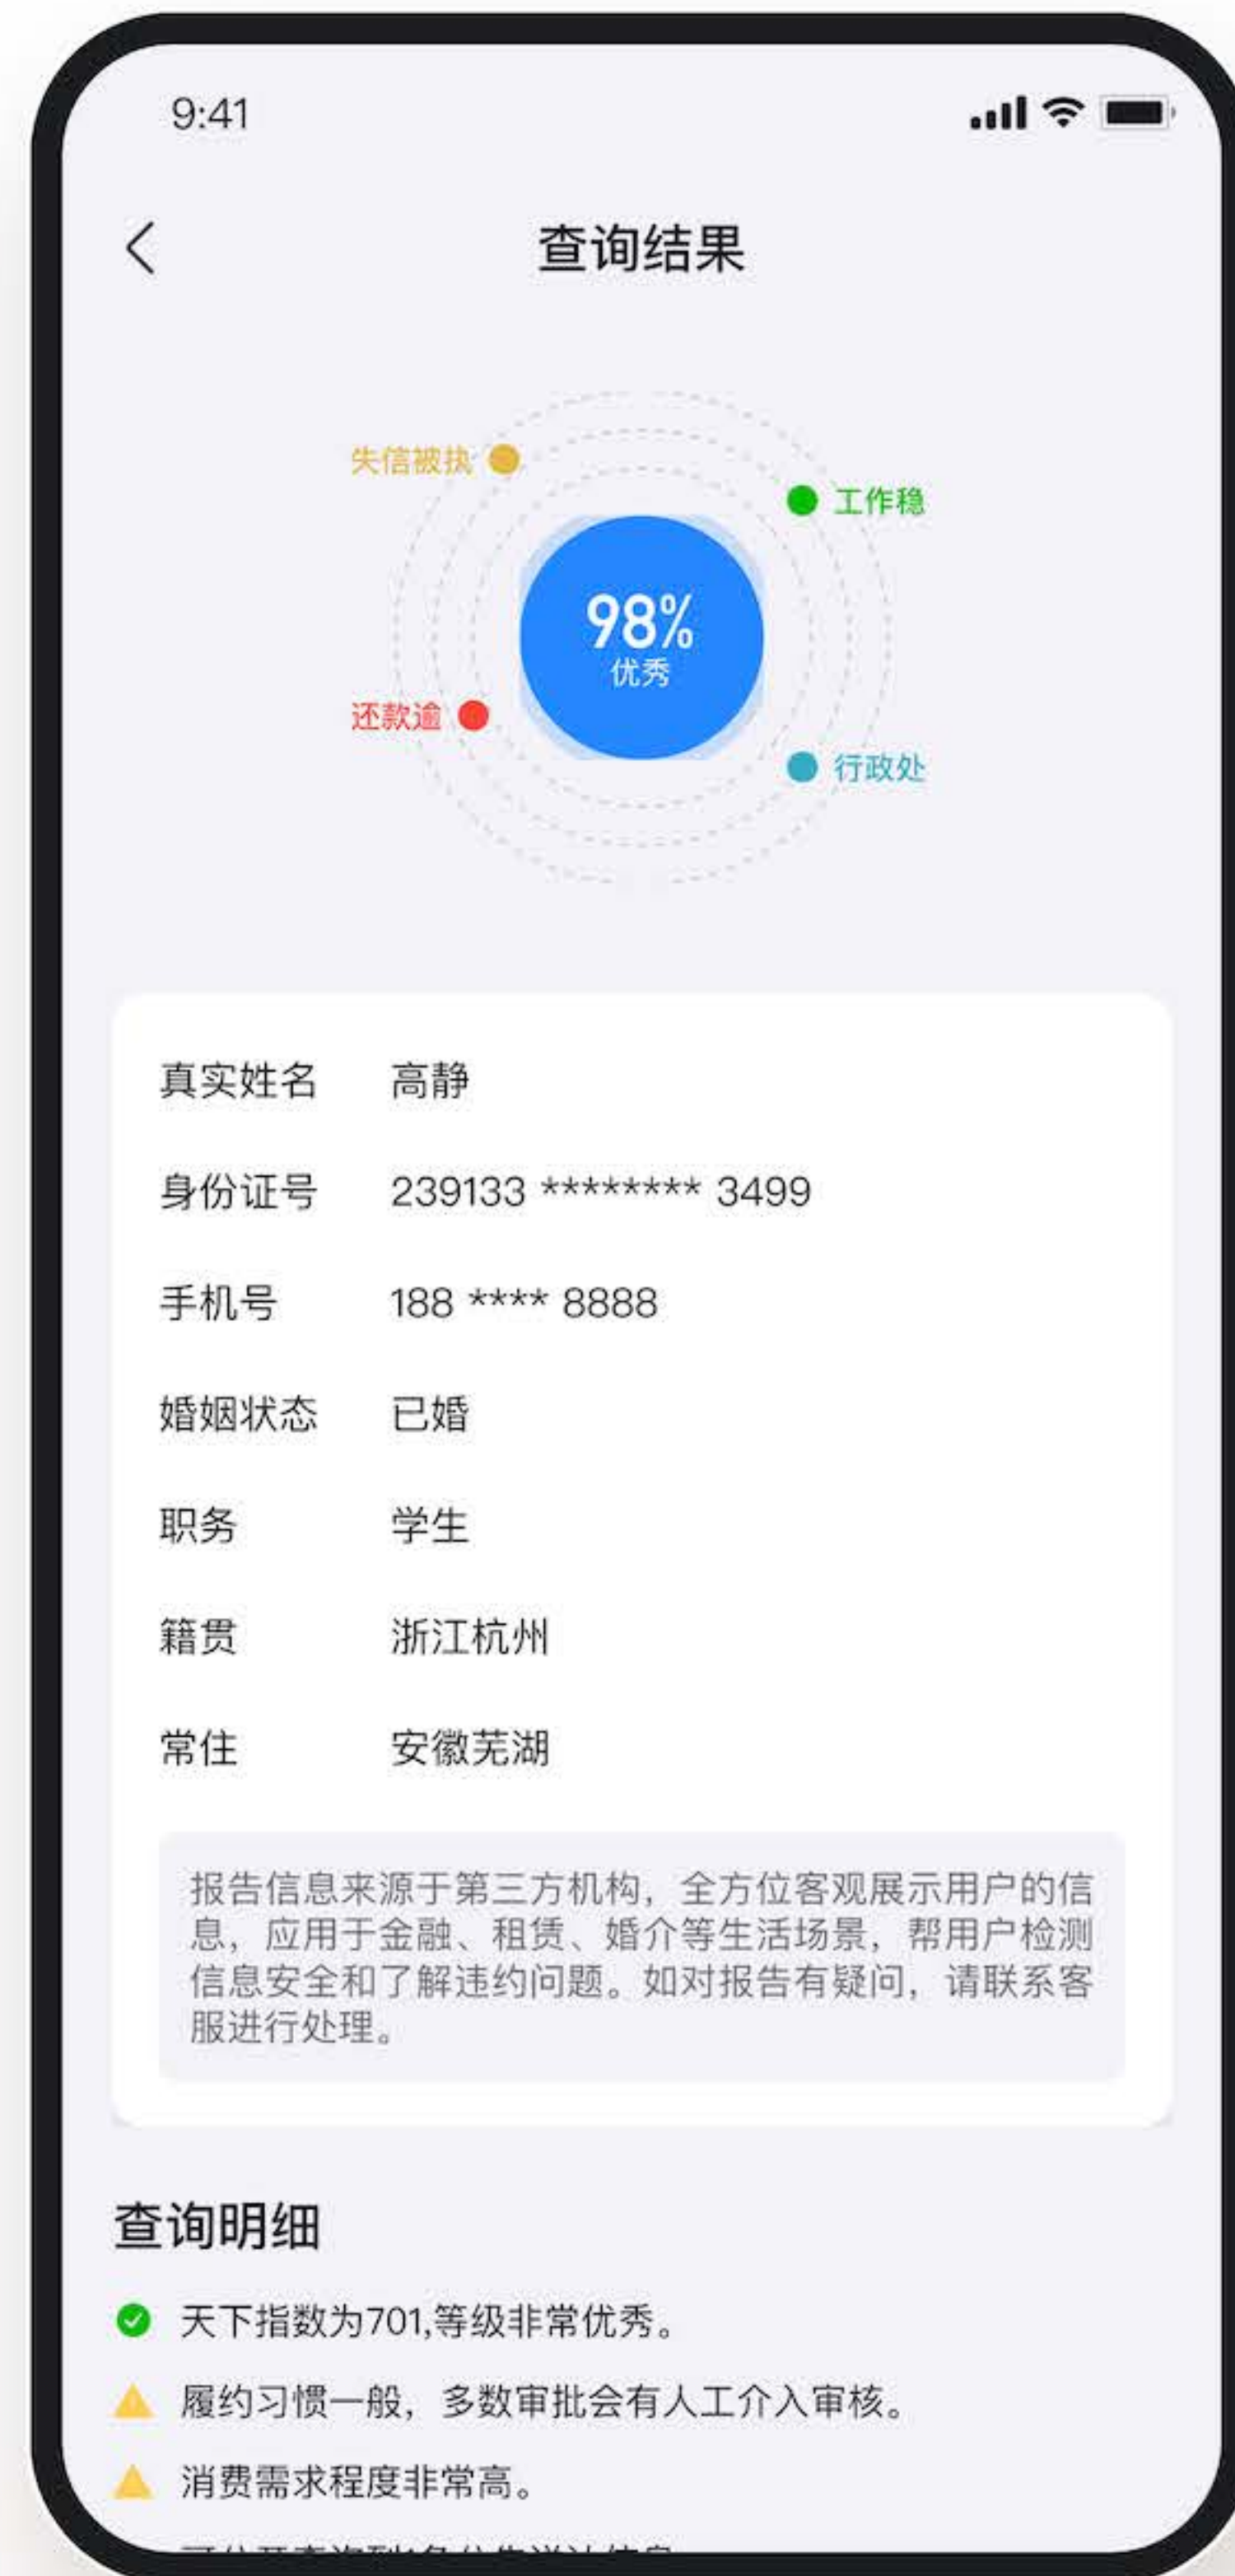 9:41
查询结果
失信被执
工作稳
98%
优秀
还款逾
行政处
真实姓名 高静
身份证号 239133 ******** 3499
手机号 188 **** 8888
婚姻状态 已婚
职务 学生
籍贯 浙江杭州
常住 安徽芜湖
报告信息来源于第三方机构，全方位客观展示用户的信
息，应用于金融、租赁、婚介等生活场景，帮用户检测
信息安全和了解违约问题。如对报告有疑问，请联系客
服进行处理。
查询明细
天下指数为701,等级非常优秀。
履约习惯一般，多数审批会有人工介入审核。
消费需求程度非常高。